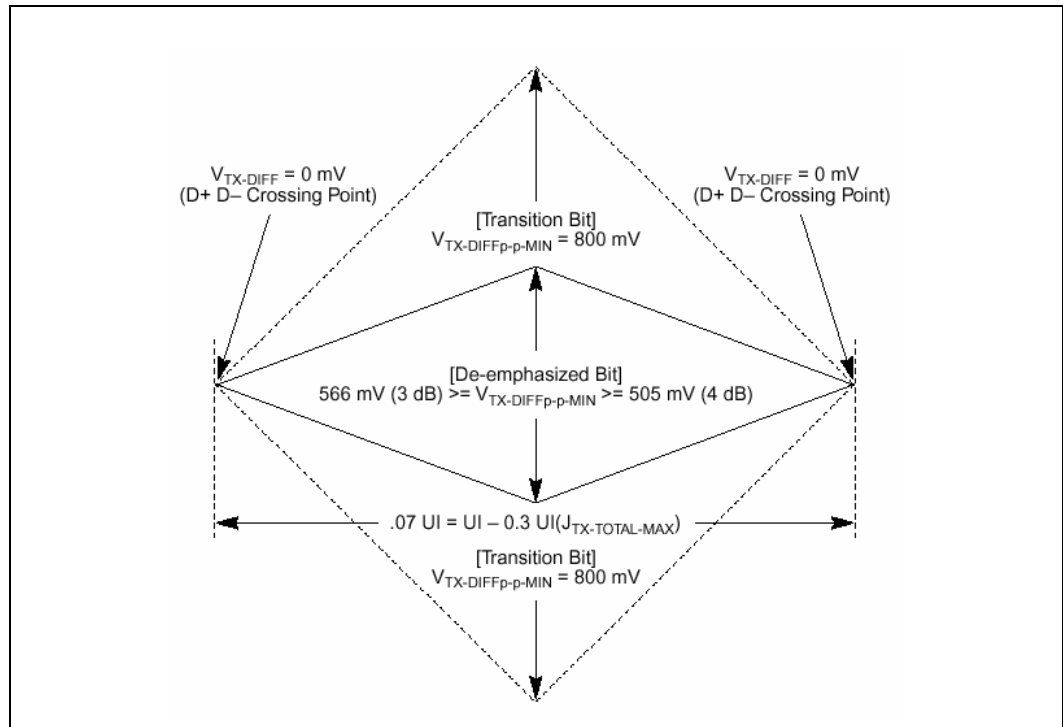 V_TX-DIFF = 0 mV
(D+ D– Crossing Point)
V_TX-DIFF = 0 mV
(D+ D– Crossing Point)
[Transition Bit]
V_TX-DIFFp-p-MIN = 800 mV
[De-emphasized Bit]
566 mV (3 dB) >= V_TX-DIFFp-p-MIN >= 505 mV (4 dB)
.07 UI = UI – 0.3 UI(J_TX-TOTAL-MAX)
[Transition Bit]
V_TX-DIFFp-p-MIN = 800 mV